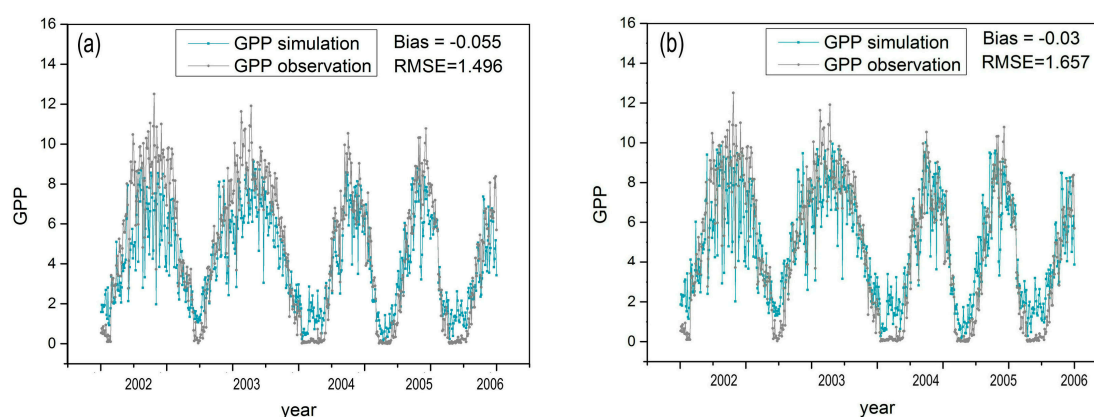 (a)
GPP simulation
GPP observation
Bias = -0.055
RMSE=1.496
16
14
12
10
8
6
4
2
0
GPP
2002
2003
2004
2005
2006
year
(b)
GPP simulation
GPP observation
Bias = -0.03
RMSE=1.657
16
14
12
10
8
6
4
2
0
GPP
2002
2003
2004
2005
2006
year